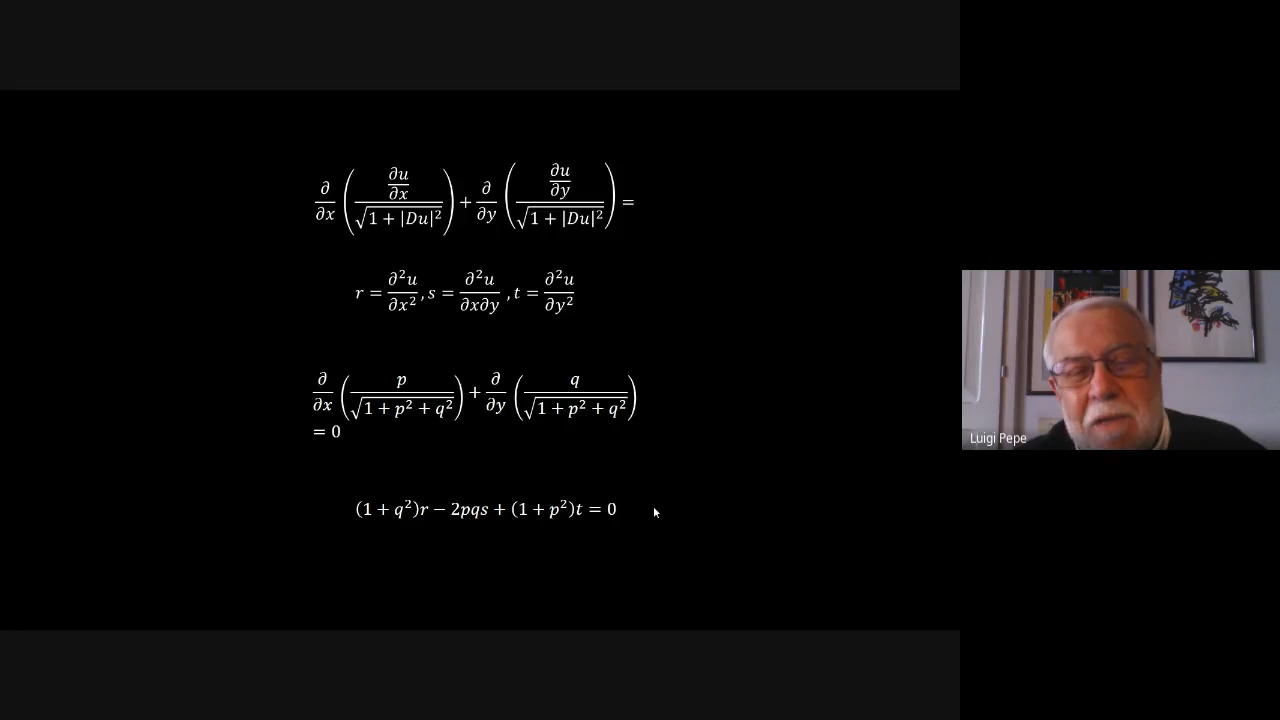 ∂/∂x ( (∂u/∂x) / √(1 + |Du|²) ) + ∂/∂y ( (∂u/∂y) / √(1 + |Du|²) ) =
r = ∂²u/∂x² , s = ∂²u/∂x∂y , t = ∂²u/∂y²
∂/∂x ( p / √(1 + p² + q²) ) + ∂/∂y ( q / √(1 + p² + q²) )
= 0
(1 + q²)r − 2pqs + (1 + p²)t = 0
Luigi Pepe